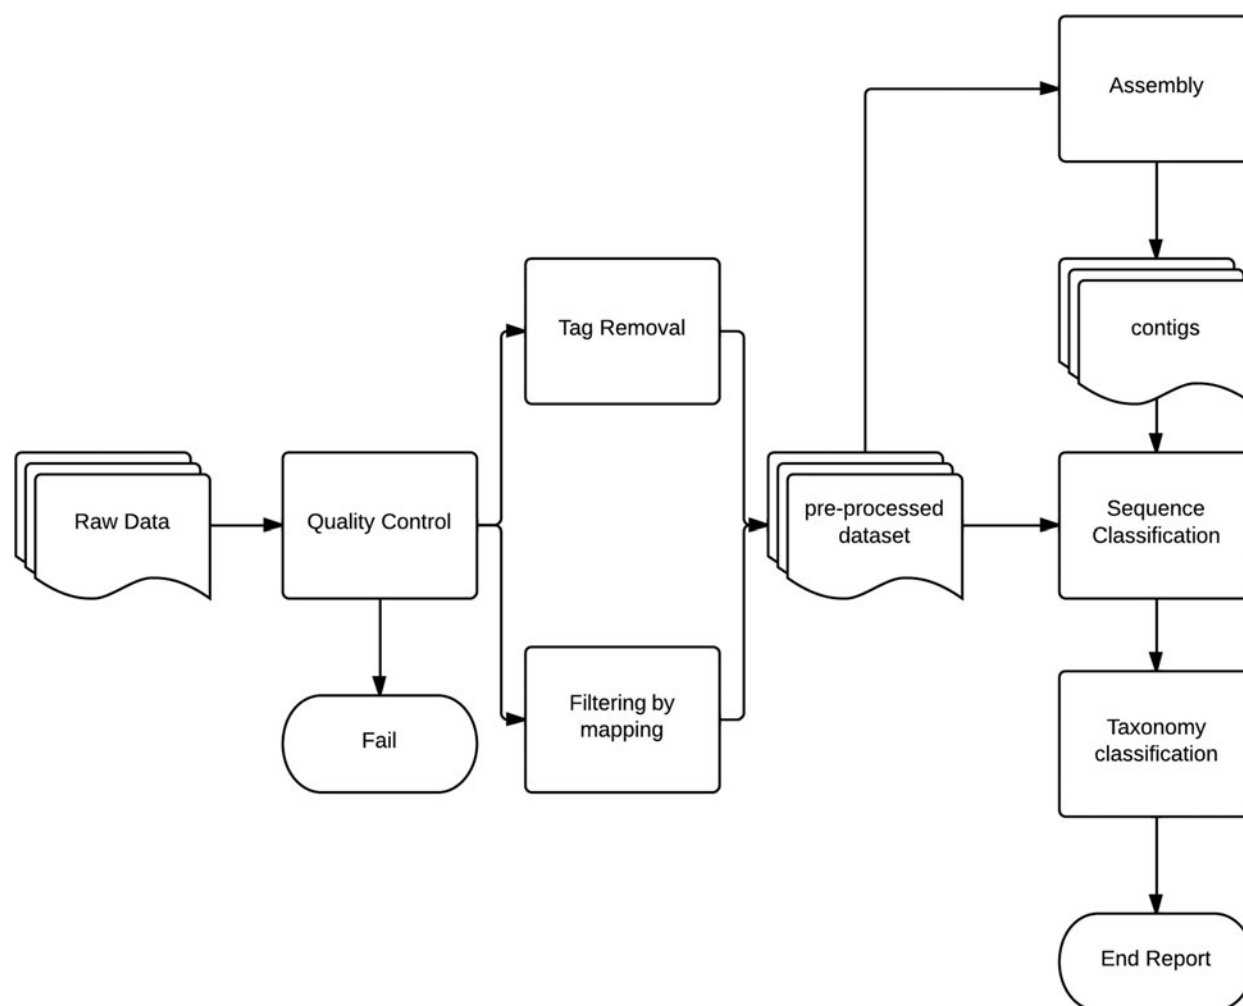 Assembly
Tag Removal
contigs
Raw Data
Quality Control
pre-processed
dataset
Sequence
Classification
Fail
Filtering by
mapping
Taxonomy
classification
End Report